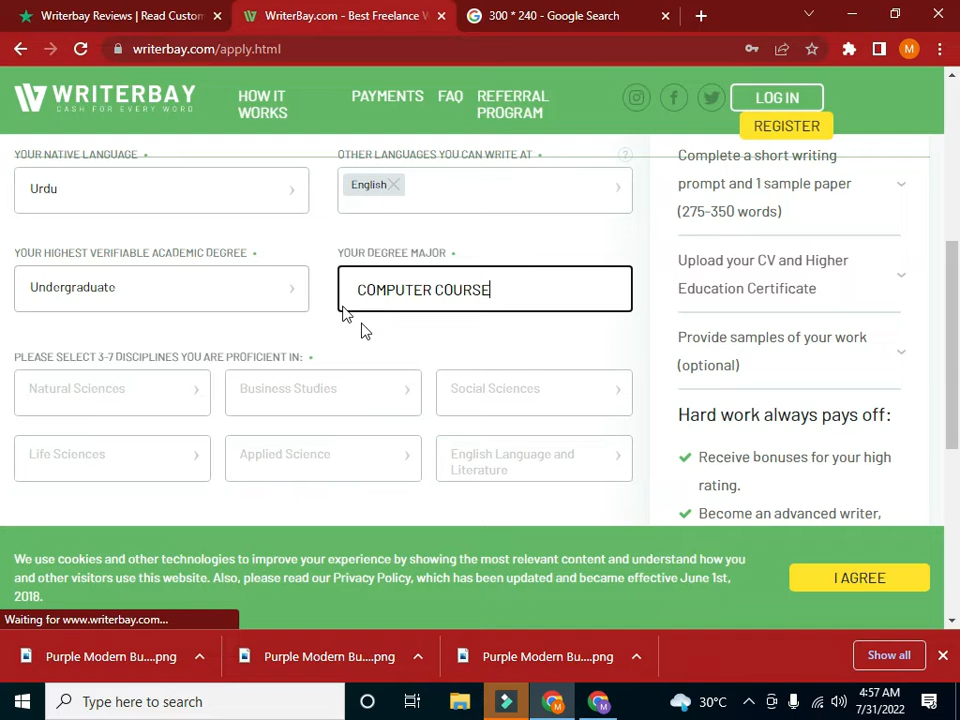 Writerbay Reviews | Read Custom
WriterBay.com - Best Freelance W
300 * 240 - Google Search
writerbay.com/apply.html
M
WRITERBAY
CASH FOR EVERY WORD
HOW IT WORKS
PAYMENTS
FAQ
REFERRAL PROGRAM
LOG IN
REGISTER
YOUR NATIVE LANGUAGE
OTHER LANGUAGES YOU CAN WRITE AT
?
Urdu
English
YOUR HIGHEST VERIFIABLE ACADEMIC DEGREE
YOUR DEGREE MAJOR
Undergraduate
COMPUTER COURSE
PLEASE SELECT 3-7 DISCIPLINES YOU ARE PROFICIENT IN:
Natural Sciences
Business Studies
Social Sciences
Life Sciences
Applied Science
English Language and
Literature
Complete a short writing
prompt and 1 sample paper
(275-350 words)
Upload your CV and Higher
Education Certificate
Provide samples of your work
(optional)
Hard work always pays off:
Receive bonuses for your high
rating.
Become an advanced writer,
We use cookies and other technologies to improve your experience by showing the most relevant content and understand how you
and other visitors use this website. Also, please read our Privacy Policy, which has been updated and became effective June 1st,
2018.
I AGREE
Waiting for www.writerbay.com...
Purple Modern Bu....png
Purple Modern Bu....png
Purple Modern Bu....png
Show all
Type here to search
30°C
4:57 AM
7/31/2022